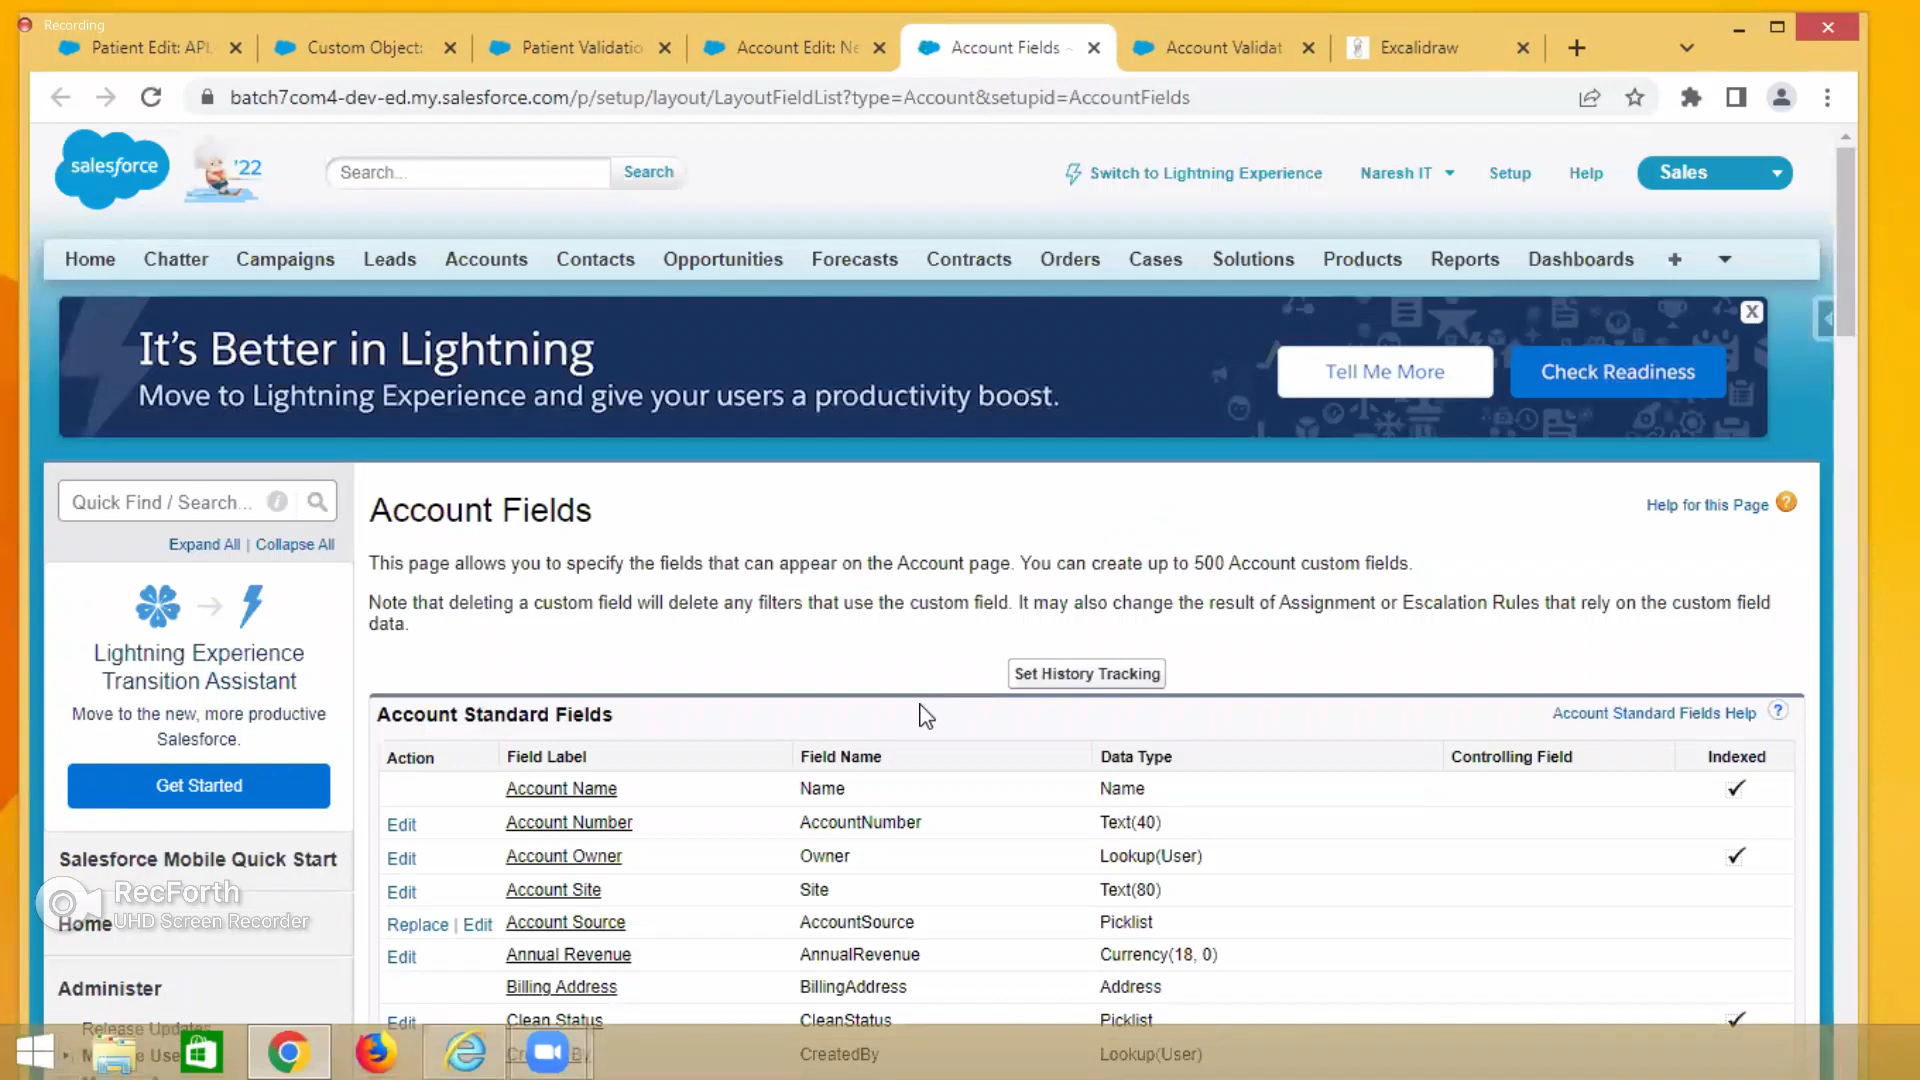 Recording
Patient Edit: APL
Custom Object:
Patient Validatio
Account Edit: Ne
Account Fields -
Account Validat
Excalidraw
batch7com4-dev-ed.my.salesforce.com/p/setup/layout/LayoutFieldList?type=Account&setupid=AccountFields
salesforce
'22
Search...
Search
Switch to Lightning Experience
Naresh IT
Setup
Help
Sales
Home
Chatter
Campaigns
Leads
Accounts
Contacts
Opportunities
Forecasts
Contracts
Orders
Cases
Solutions
Products
Reports
Dashboards
+
It's Better in Lightning
Move to Lightning Experience and give your users a productivity boost.
Tell Me More
Check Readiness
X
Quick Find / Search...
Expand All | Collapse All
Lightning Experience
Transition Assistant
Move to the new, more productive
Salesforce.
Get Started
Salesforce Mobile Quick Start
RecForth
UHD Screen Recorder
Home
Administer
Release Updates
Account Fields
Help for this Page ?
This page allows you to specify the fields that can appear on the Account page. You can create up to 500 Account custom fields.
Note that deleting a custom field will delete any filters that use the custom field. It may also change the result of Assignment or Escalation Rules that rely on the custom field
data.
Set History Tracking
Account Standard Fields
Account Standard Fields Help ?
Action Field Label Field Name Data Type Controlling Field Indexed
Account Name Name Name ✓
Edit Account Number AccountNumber Text(40)
Edit Account Owner Owner Lookup(User) ✓
Edit Account Site Site Text(80)
Replace | Edit Account Source AccountSource Picklist
Edit Annual Revenue AnnualRevenue Currency(18, 0)
Billing Address BillingAddress Address
Edit Clean Status CleanStatus Picklist ✓
CreatedBy Lookup(User)